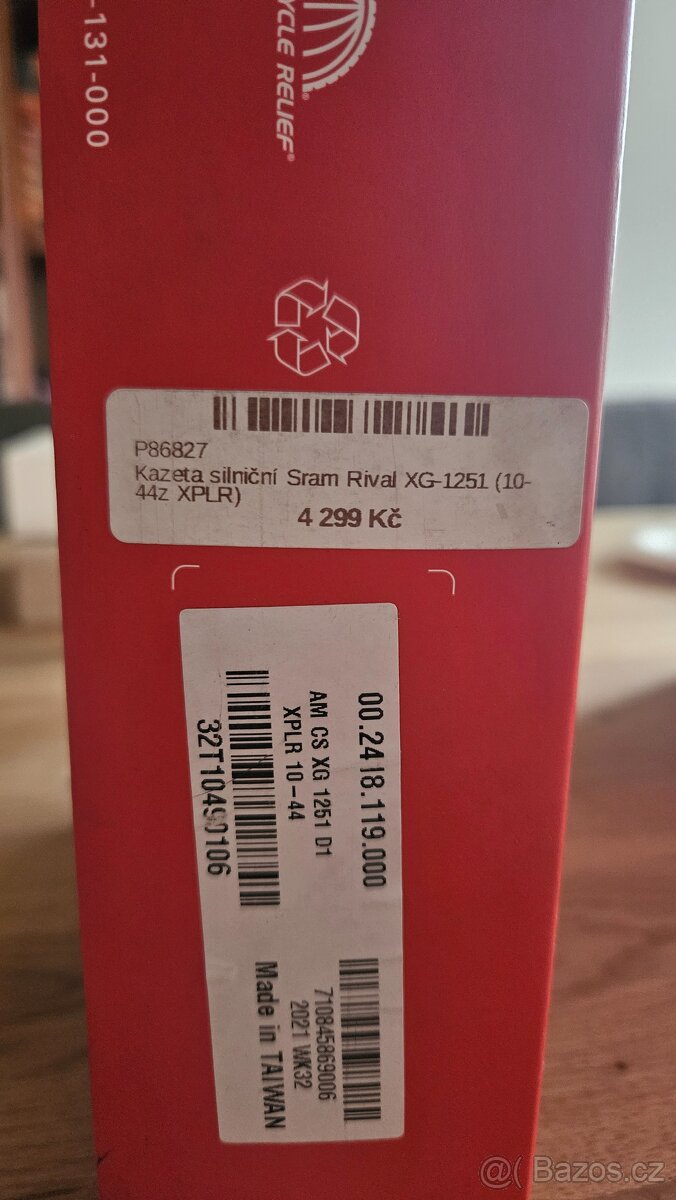 -131-000
YCLE RELIEF®
P86827
Kazeta silniční Sram Rival XG-1251 (10-
44z XPLR)
4 299 Kč
00.2418.119.000
AM CS XG 1251 D1
XPLR 10-44
32T10490106
710845869006
2021 WK32
Made in TAIWAN
@( Bazos.cz